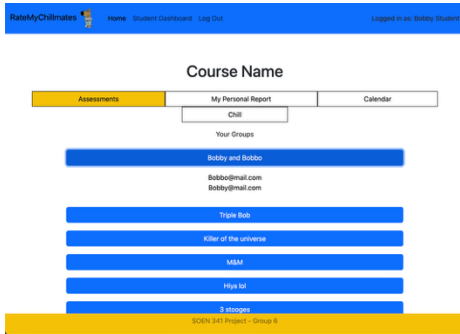 RateMyChillmates Home Student Dashboard Log Out Logged in as: Bobby Student
Course Name
Assessments My Personal Report Calendar
Chill
Your Groups
Bobby and Bobbo
Bobbo@mail.com
Bobby@mail.com
Triple Bob
Killer of the universe
M&M
Hiya lol
3 stooges
SOEN 341 Project - Group 6